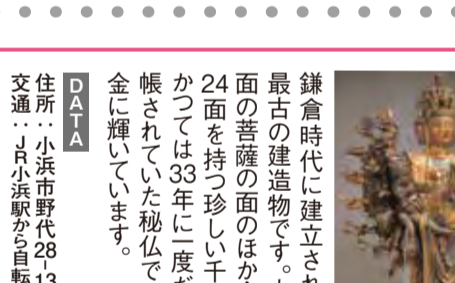 鎌倉時代に建立され
最古の建造物です。
面の菩薩の面のほか
24面を持つ珍しい千
かつては33年に一度だ
帳されていた秘仏で
金に輝いています。
DATA
住所：小浜市野代28-13
交通：JR小浜駅から自転